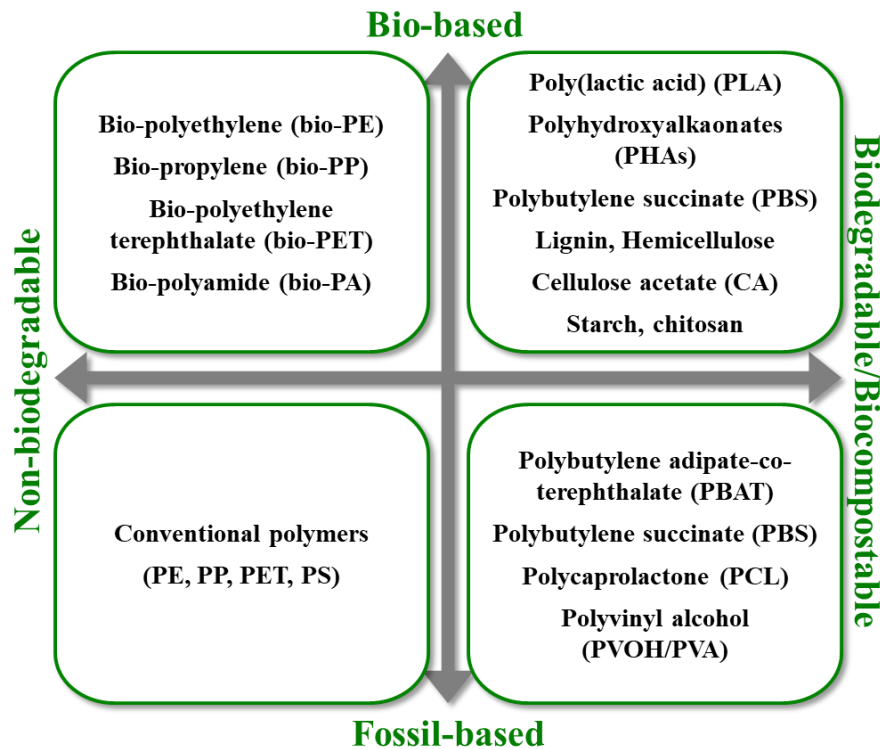 Bio-based
Non-biodegradable
Bio-polyethylene (bio-PE)
Bio-propylene (bio-PP)
Bio-polyethylene
terephthalate (bio-PET)
Bio-polyamide (bio-PA)
Poly(lactic acid) (PLA)
Polyhydroxyalkaonates
(PHAs)
Polybutylene succinate (PBS)
Lignin, Hemicellulose
Cellulose acetate (CA)
Starch, chitosan
Biodegradable/Biocompostable
Conventional polymers
(PE, PP, PET, PS)
Polybutylene adipate-co-
terephthalate (PBAT)
Polybutylene succinate (PBS)
Polycaprolactone (PCL)
Polyvinyl alcohol
(PVOH/PVA)
Fossil-based